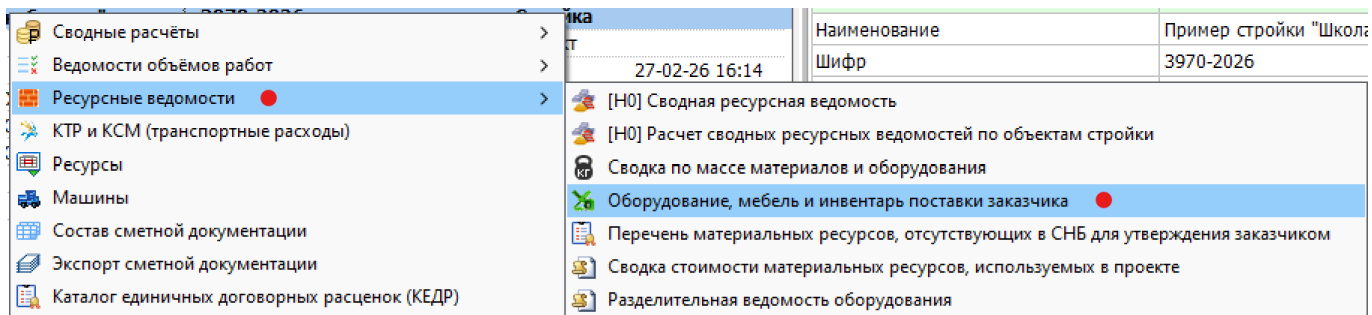 3970-2026
Сводные расчёты
Ведомости объёмов работ
27-02-26 16:14
Ресурсные ведомости
КТР и КСМ (транспортные расходы)
Ресурсы
Машины
Состав сметной документации
Экспорт сметной документации
Каталог единичных договорных расценок (КЕДР)
[Н0] Сводная ресурсная ведомость
[Н0] Расчет сводных ресурсных ведомостей по объектам стройки
Сводка по массе материалов и оборудования
Оборудование, мебель и инвентарь поставки заказчика
Перечень материальных ресурсов, отсутствующих в СНБ для утверждения заказчиком
Сводка стоимости материальных ресурсов, используемых в проекте
Разделительная ведомость оборудования
Наименование
Пример стройки "Школа
Шифр
3970-2026